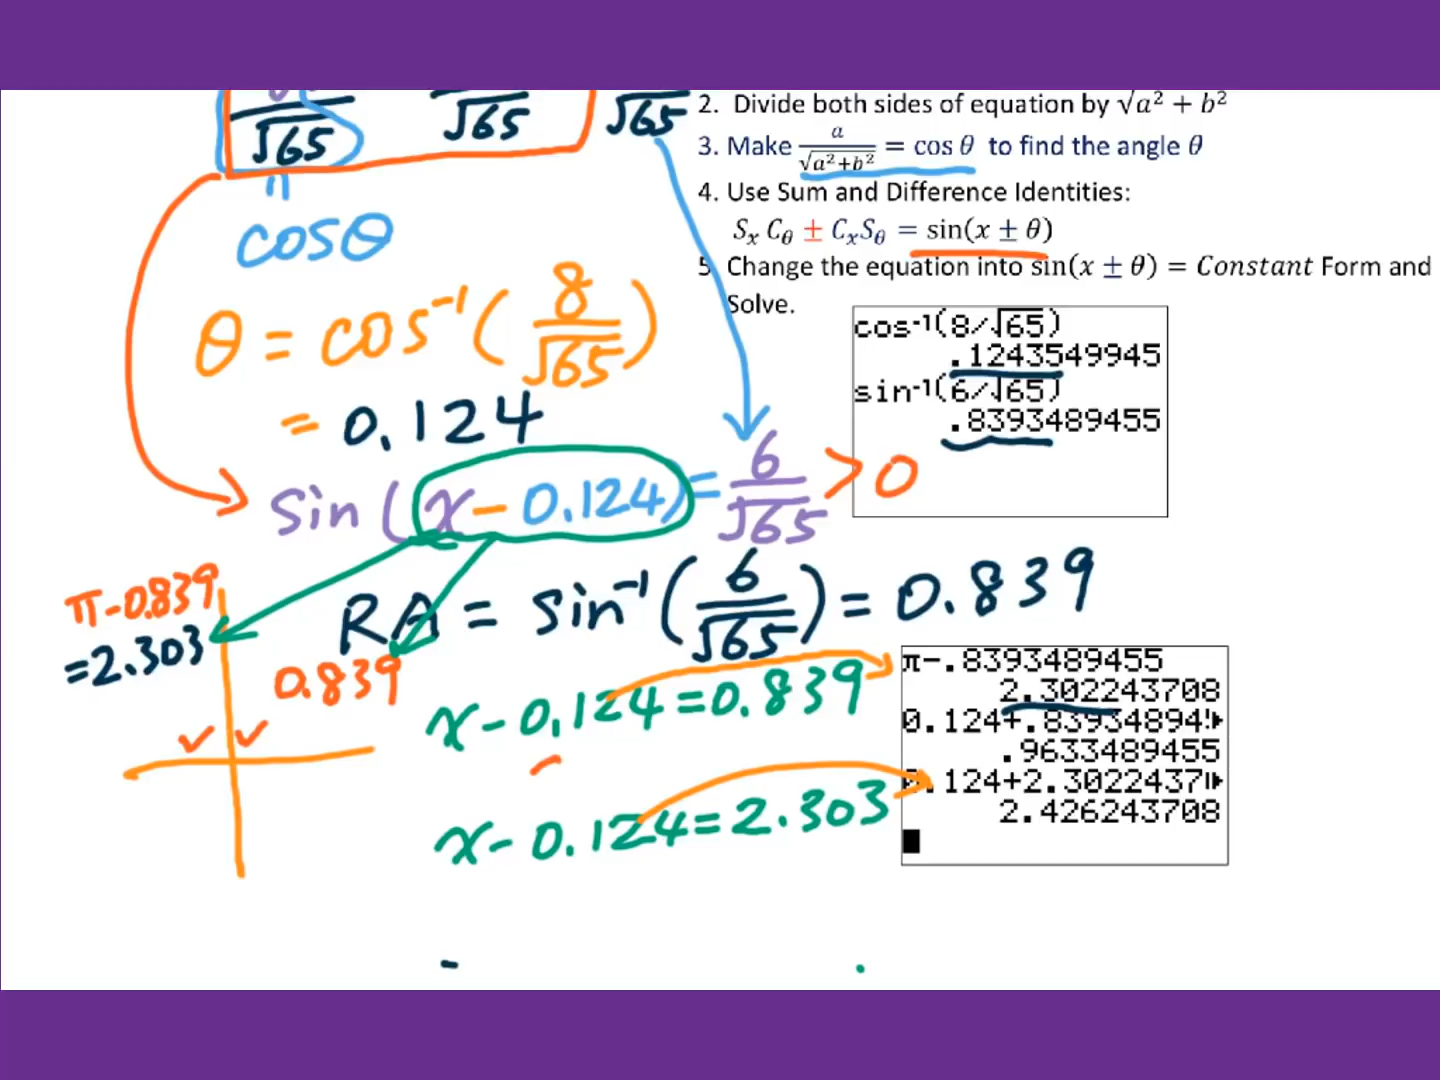 √65 √65 √65
2. Divide both sides of equation by √a² + b²
3. Make a/√a²+b² = cos θ to find the angle θ
4. Use Sum and Difference Identities:
Sₓ Cθ ± CₓSθ = sin(x ± θ)
5. Change the equation into sin(x ± θ) = Constant Form and
Solve.
cosθ
θ = cos⁻¹(8/√65)
= 0.124
cos⁻¹(8/√65)
.1243549945
sin⁻¹(6/√65)
.8393489455
sin(x - 0.124) = 6/√65 > 0
RA = sin⁻¹(6/√65) = 0.839
π-0.839
=2.303
0.839
x-0.124=0.839
x-0.124=2.303
π-.8393489455
2.302243708
0.124+.83934894
.9633489455
0.124+2.3022437
2.426243708